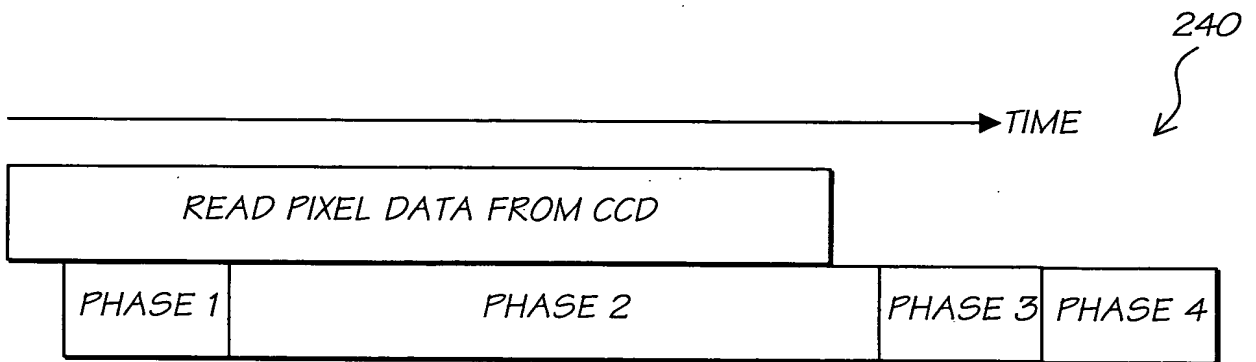 240
TIME
READ PIXEL DATA FROM CCD
PHASE 1 PHASE 2 PHASE 3 PHASE 4